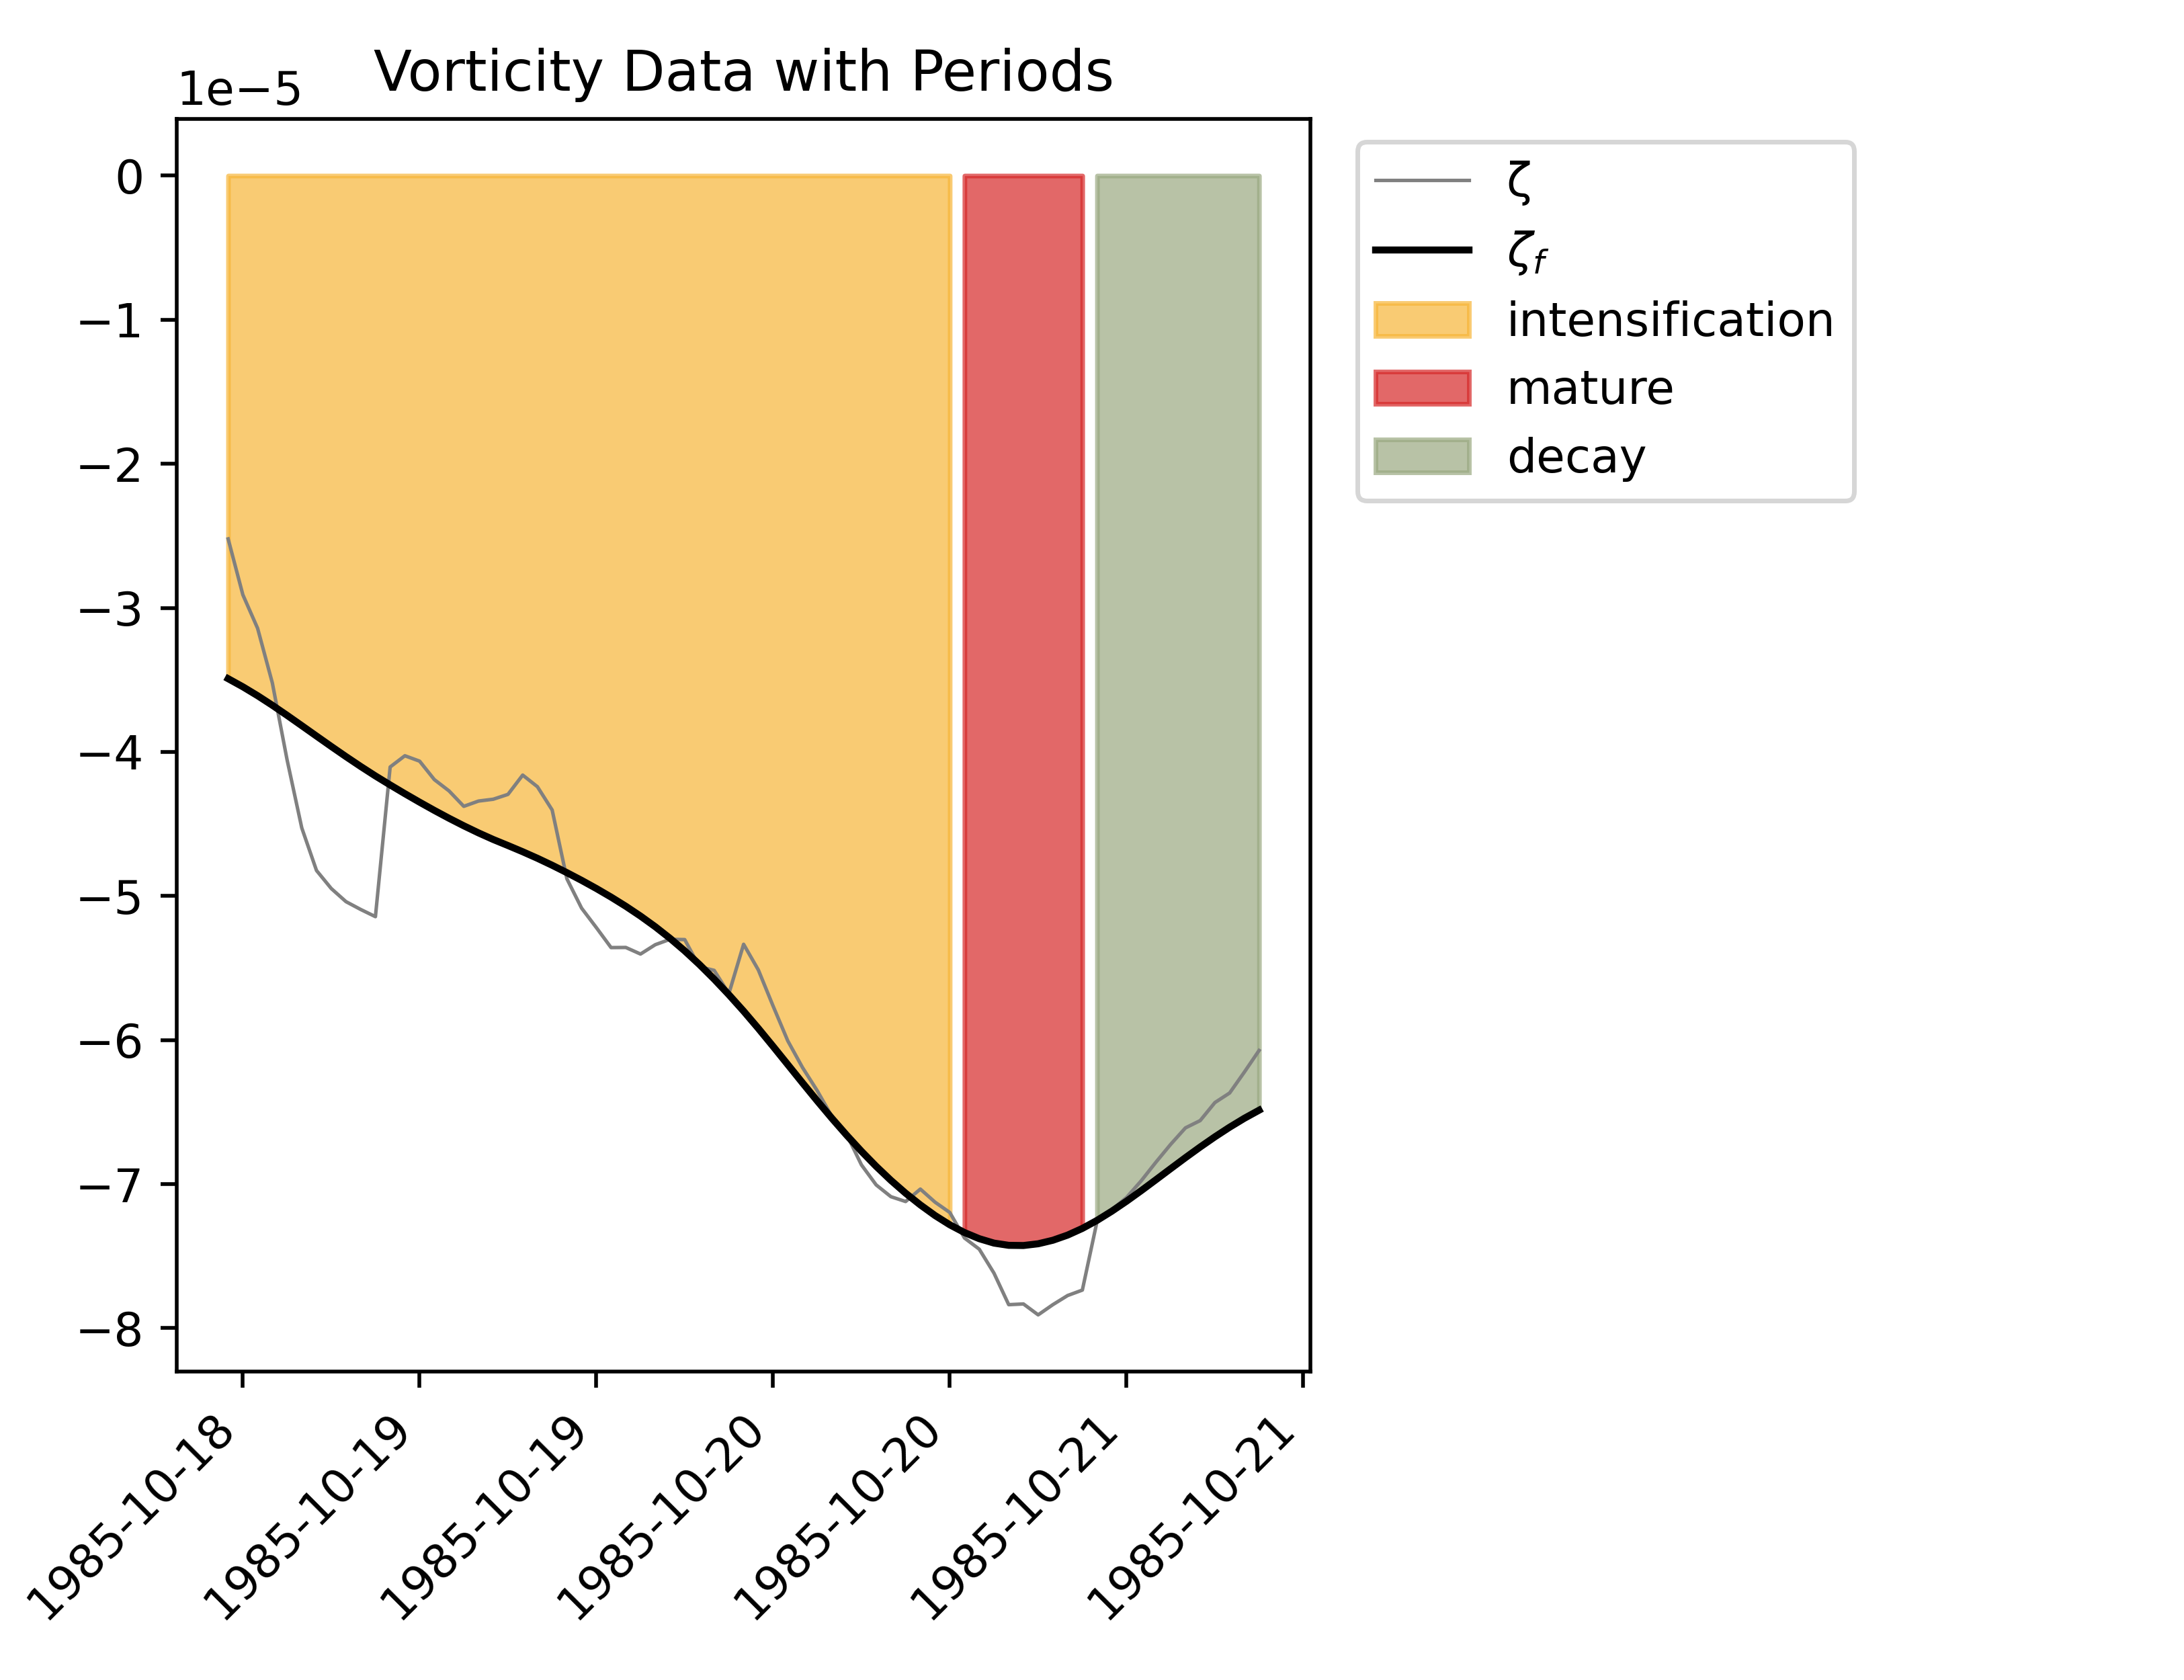 Vorticity Data with Periods
1e−5
0
−1
−2
−3
−4
−5
−6
−7
−8
1985-10-18
1985-10-19
1985-10-19
1985-10-20
1985-10-20
1985-10-21
1985-10-21
ζ
ζf
intensification
mature
decay